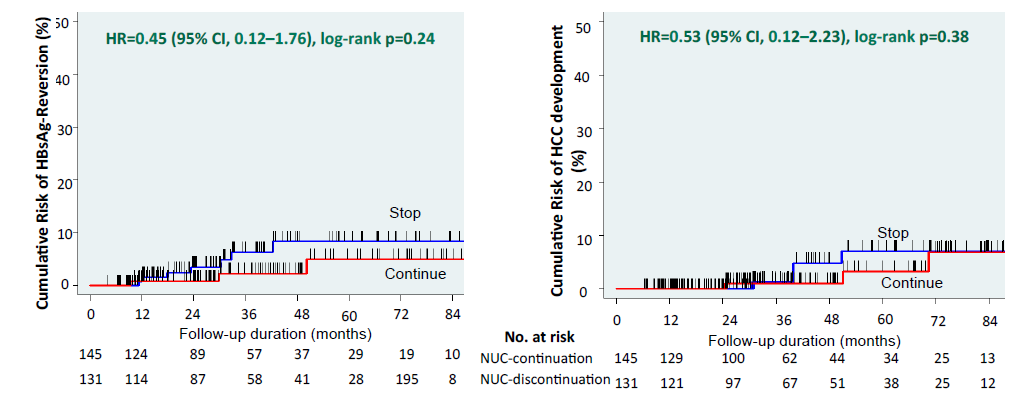 Cumulative Risk of HBsAg-Reversion (%)
50
40
30
20
10
0
HR=0.45 (95% CI, 0.12–1.76), log-rank p=0.24
Stop
Continue
0 12 24 36 48 60 72 84
Follow-up duration (months)
145 124 89 57 37 29 19 10
131 114 87 58 41 28 195 8
Cumulative Risk of HCC development
(%)
50
40
30
20
10
0
HR=0.53 (95% CI, 0.12–2.23), log-rank p=0.38
Stop
Continue
0 12 24 36 48 60 72 84
Follow-up duration (months)
No. at risk
NUC-continuation 145 129 100 62 44 34 25 13
NUC-discontinuation 131 121 97 67 51 38 25 12